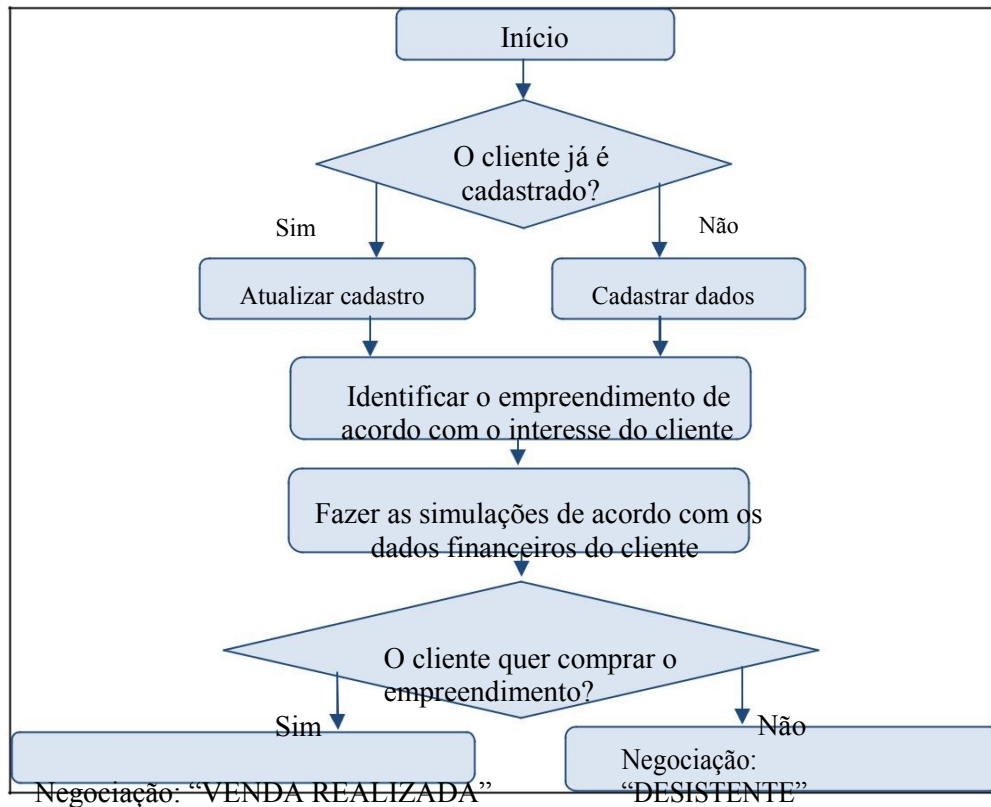 Início
O cliente já é
cadastrado?
Sim
Não
Atualizar cadastro
Cadastrar dados
Identificar o empreendimento de
acordo com o interesse do cliente
Fazer as simulações de acordo com os
dados financeiros do cliente
O cliente quer comprar o
empreendimento?
Sim
Não
Negociação: “VENDA REALIZADA”
Negociação:
“DESISTENTE”